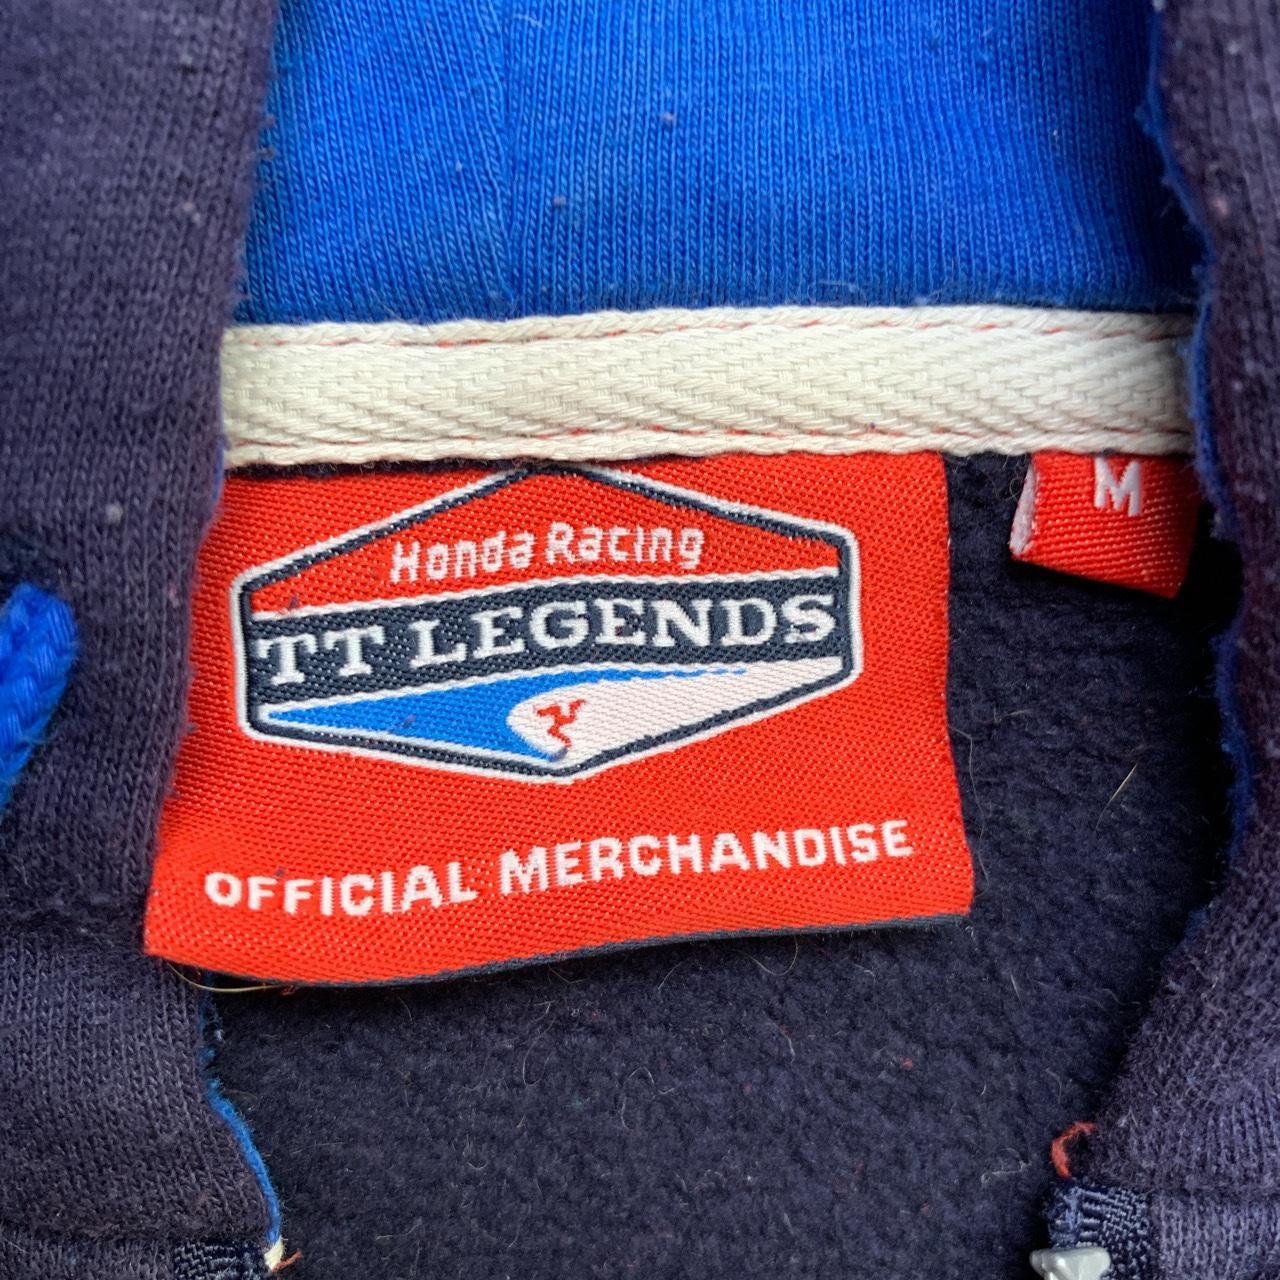 Honda Racing
TT LEGENDS
OFFICIAL MERCHANDISE
M